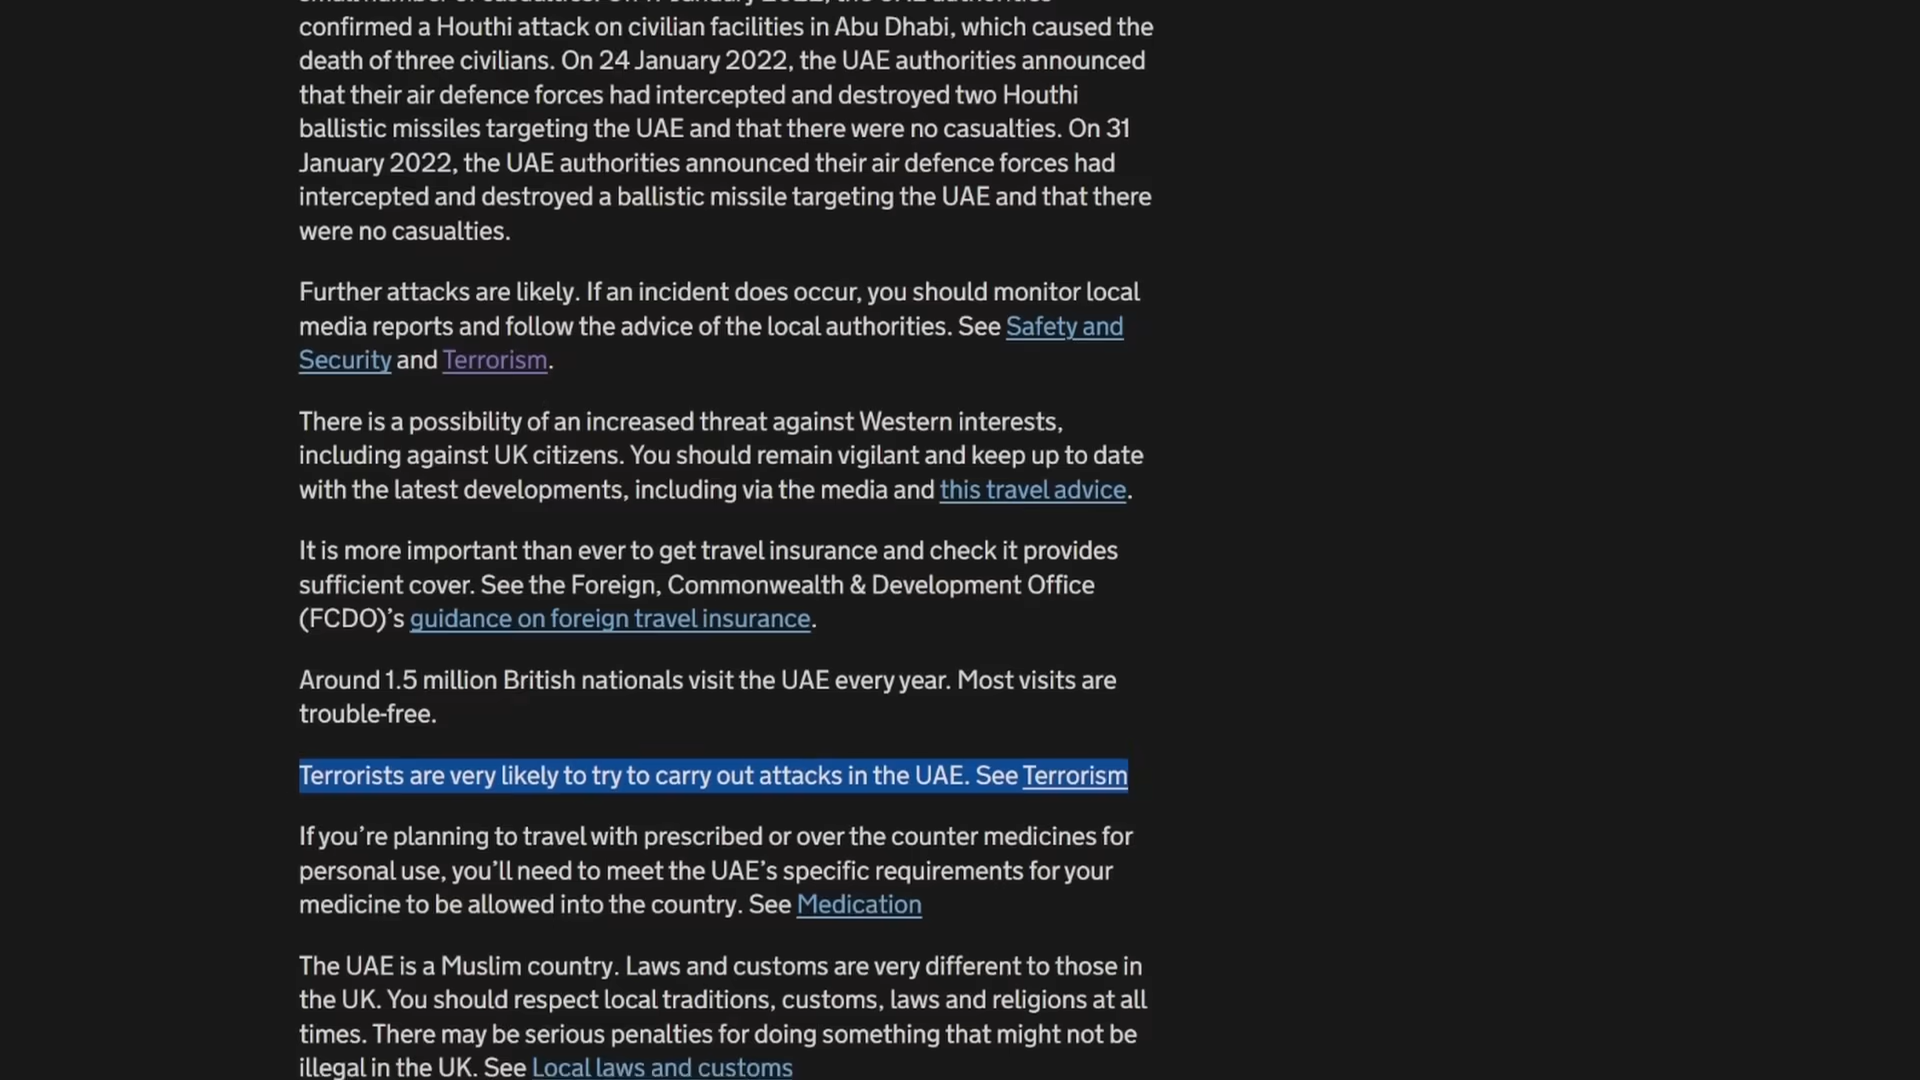 confirmed a Houthi attack on civilian facilities in Abu Dhabi, which caused the
death of three civilians. On 24 January 2022, the UAE authorities announced
that their air defence forces had intercepted and destroyed two Houthi
ballistic missiles targeting the UAE and that there were no casualties. On 31
January 2022, the UAE authorities announced their air defence forces had
intercepted and destroyed a ballistic missile targeting the UAE and that there
were no casualties.
Further attacks are likely. If an incident does occur, you should monitor local
media reports and follow the advice of the local authorities. See Safety and
Security and Terrorism.
There is a possibility of an increased threat against Western interests,
including against UK citizens. You should remain vigilant and keep up to date
with the latest developments, including via the media and this travel advice.
It is more important than ever to get travel insurance and check it provides
sufficient cover. See the Foreign, Commonwealth & Development Office
(FCDO)’s guidance on foreign travel insurance.
Around 1.5 million British nationals visit the UAE every year. Most visits are
trouble-free.
Terrorists are very likely to try to carry out attacks in the UAE. See Terrorism
If you’re planning to travel with prescribed or over the counter medicines for
personal use, you’ll need to meet the UAE’s specific requirements for your
medicine to be allowed into the country. See Medication
The UAE is a Muslim country. Laws and customs are very different to those in
the UK. You should respect local traditions, customs, laws and religions at all
times. There may be serious penalties for doing something that might not be
illegal in the UK. See Local laws and customs